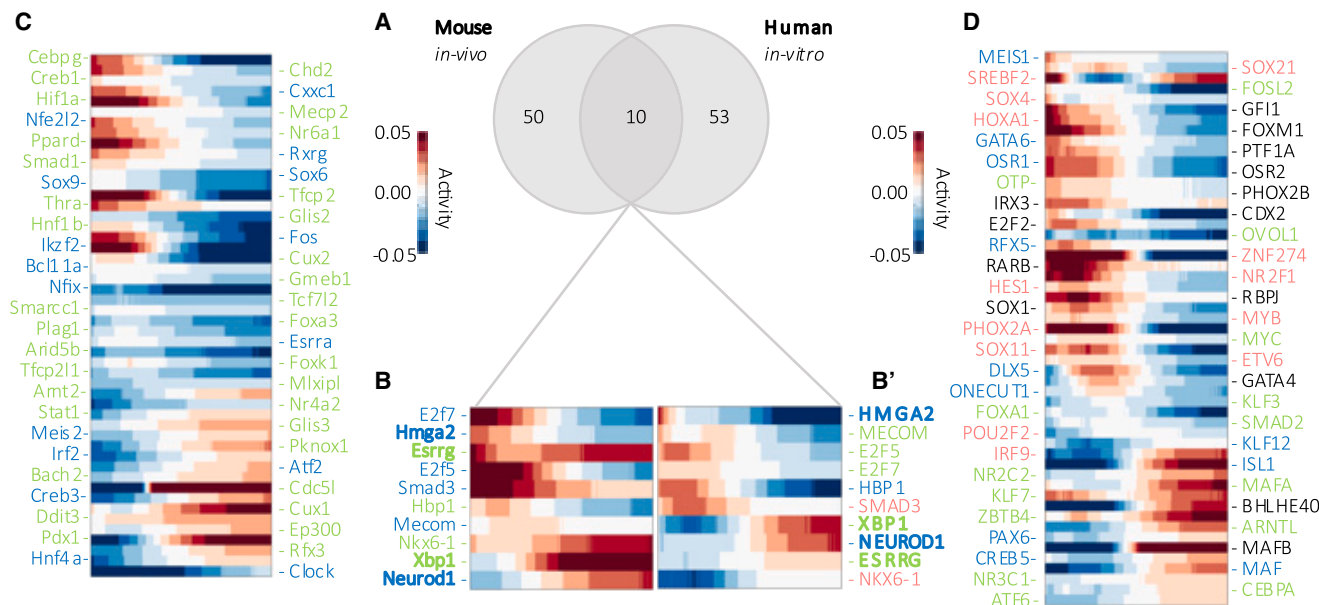 C
A
D
Mouse
in-vivo
Human
in-vitro
50
10
53
0.05
0.00
-0.05
Activity
0.05
0.00
-0.05
Activity
Cebpg
Creb1
Hif1a
Nfe2l2
Ppard
Smad1
Sox9
Thra
Hnf1b
Ikzf2
Bcl11a
Nfix
Smarcc1
Plag1
Arid5b
Tfcp2l1
Arnt2
Stat1
Meis2
Irf2
Bach2
Creb3
Ddit3
Pdx1
Hnf4a
Chd2
Cxxc1
Mecp2
Nr6a1
Rxrg
Sox6
Tfcp2
Glis2
Fos
Cux2
Gmeb1
Tcf7l2
Foxa3
Esrra
Foxk1
Mlxipl
Nr4a2
Glis3
Pknox1
Atf2
Cdc5l
Cux1
Ep300
Rfx3
Clock
B
B’
E2f7
Hmga2
Esrrg
E2f5
Smad3
Hbp1
Mecom
Nkx6-1
Xbp1
Neurod1
HMGA2
MECOM
E2F5
E2F7
HBP1
SMAD3
XBP1
NEUROD1
ESRRG
NKX6-1
MEIS1
SREBF2
SOX4
HOXA1
GATA6
OSR1
OTP
IRX3
E2F2
RFX5
RARB
HES1
SOX1
PHOX2A
SOX11
DLX5
ONECUT1
FOXA1
POU2F2
IRF9
NR2C2
KLF7
ZBTB4
PAX6
CREB5
NR3C1
ATF6
SOX21
FOSL2
GFI1
FOXM1
PTF1A
OSR2
PHOX2B
CDX2
OVOL1
ZNF274
NR2F1
RBPJ
MYB
MYC
ETV6
GATA4
KLF3
SMAD2
KLF12
ISL1
MAFA
BHLHE40
ARNTL
MAFB
MAF
CEBPA